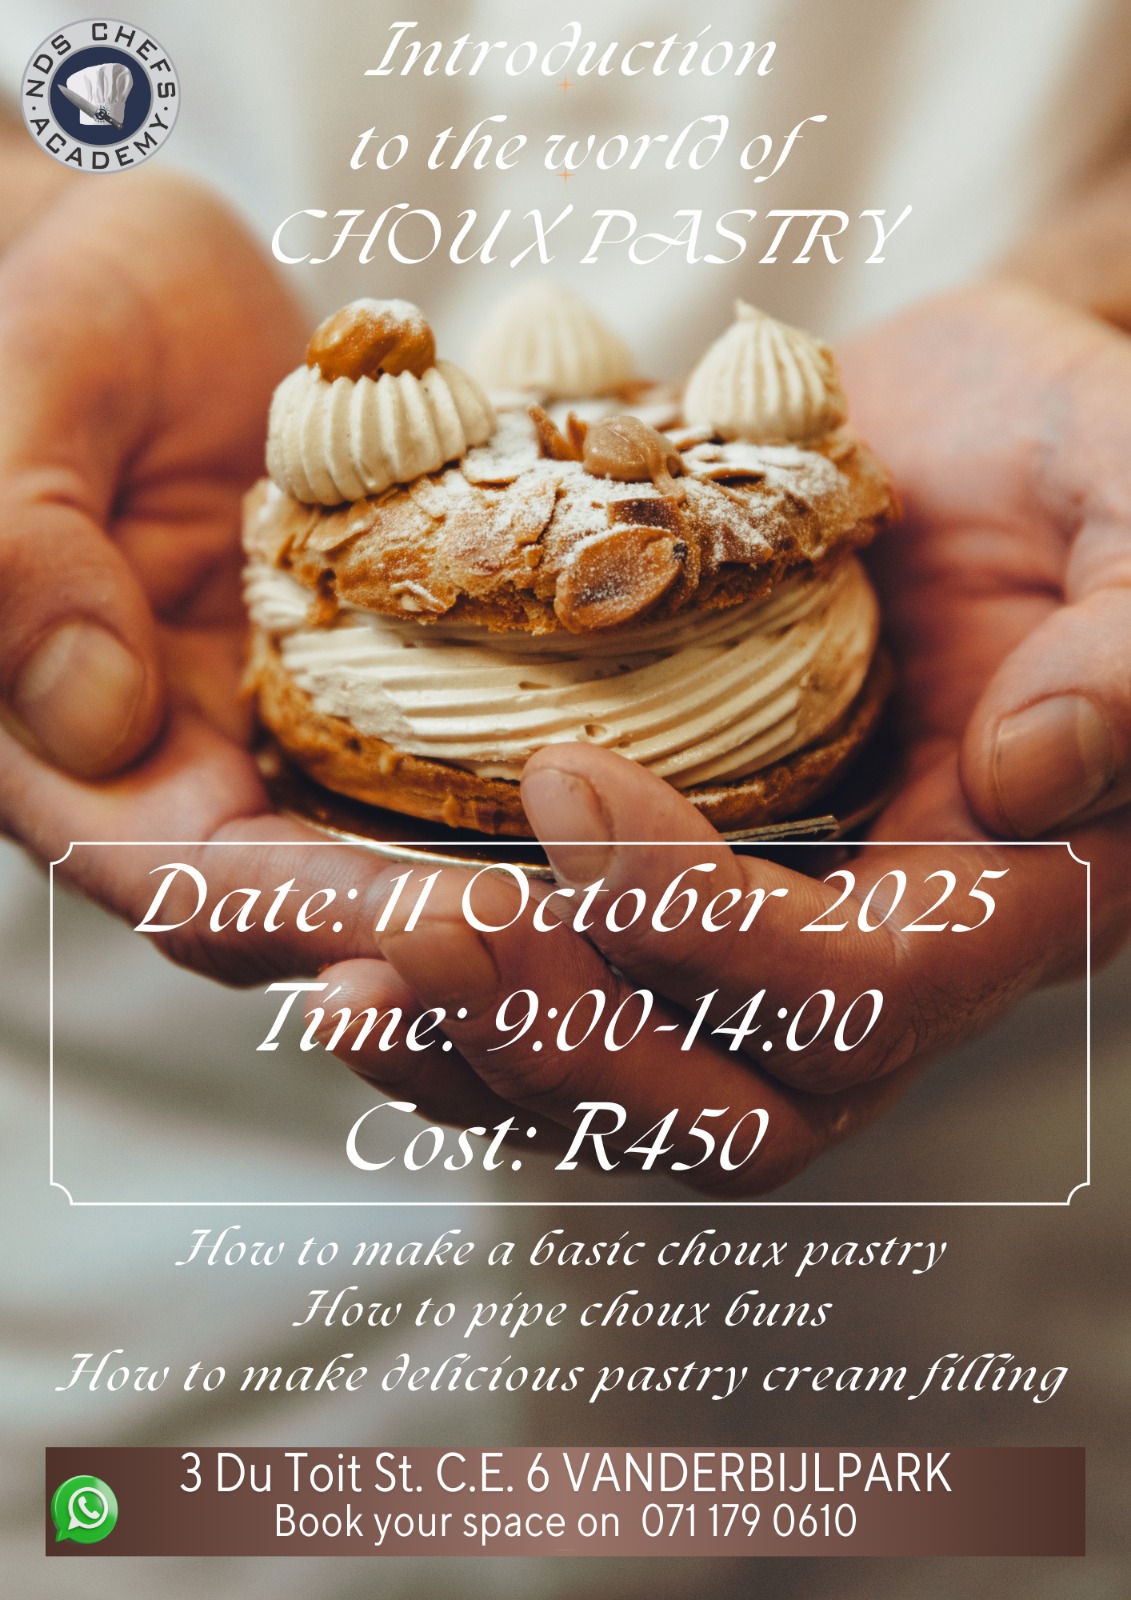 NDS CHEFS
· ACADEMY ·
Introduction
to the world of
CHOUX PASTRY
Date: 11 October 2025
Time: 9:00-14:00
Cost: R450
How to make a basic choux pastry
How to pipe choux buns
How to make delicious pastry cream filling
3 Du Toit St. C.E. 6 VANDERBIJLPARK
Book your space on 071 179 0610